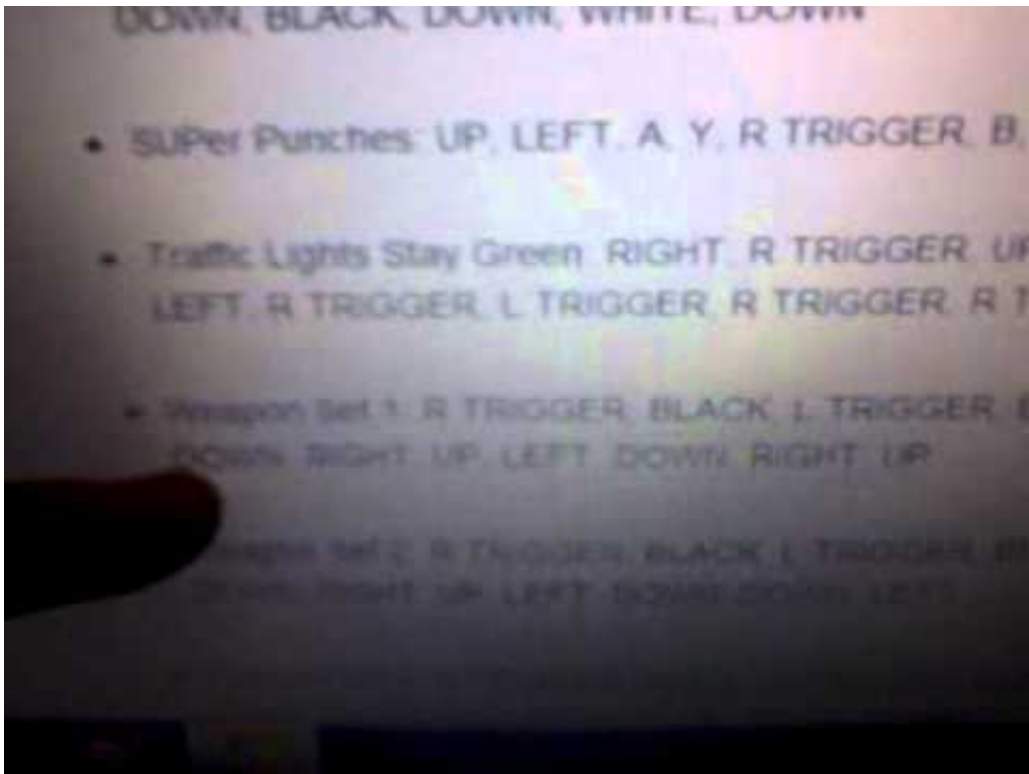 DOWN, BLACK, DOWN, WHITE, DOWN
• SUPer Punches: UP, LEFT, A, Y, R TRIGGER, B,
• Traffic Lights Stay Green: RIGHT, R TRIGGER, UP
LEFT, R TRIGGER, L TRIGGER, R TRIGGER, R T
• Weapon Set 1: R TRIGGER, BLACK, L TRIGGER,
DOWN, RIGHT, UP, LEFT, DOWN, RIGHT, UP
Set 2: R TRIGGER, BLACK, L TRIGGER,
DOWN, RIGHT, UP, LEFT, DOWN, DOWN, LEFT